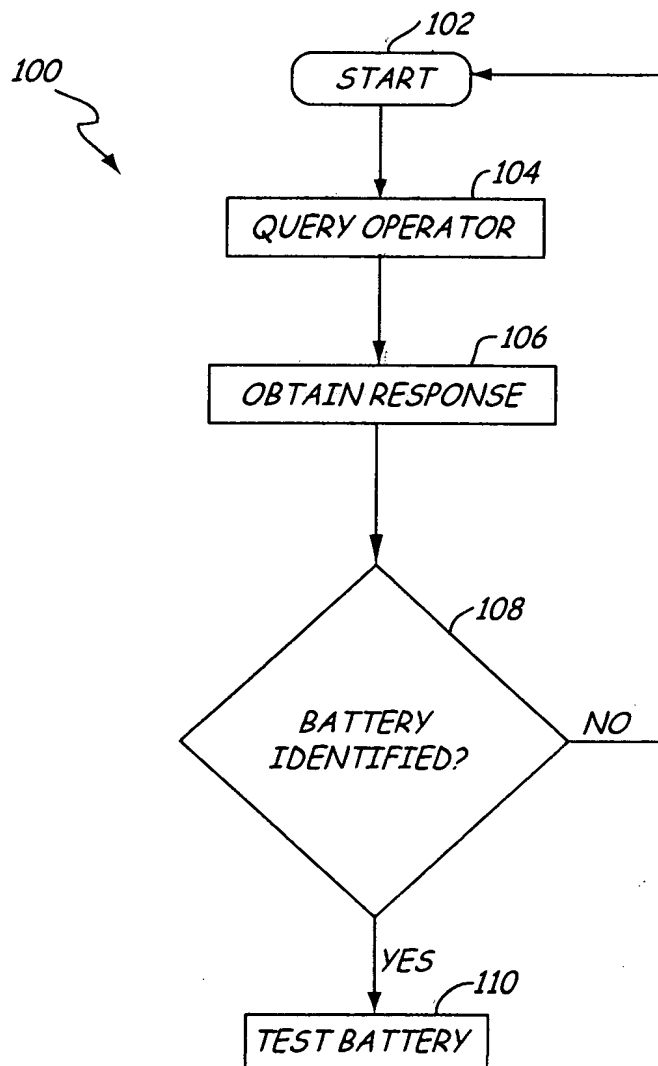 102
100
START
104
QUERY OPERATOR
106
OBTAIN RESPONSE
108
BATTERY
IDENTIFIED?
NO
YES
110
TEST BATTERY